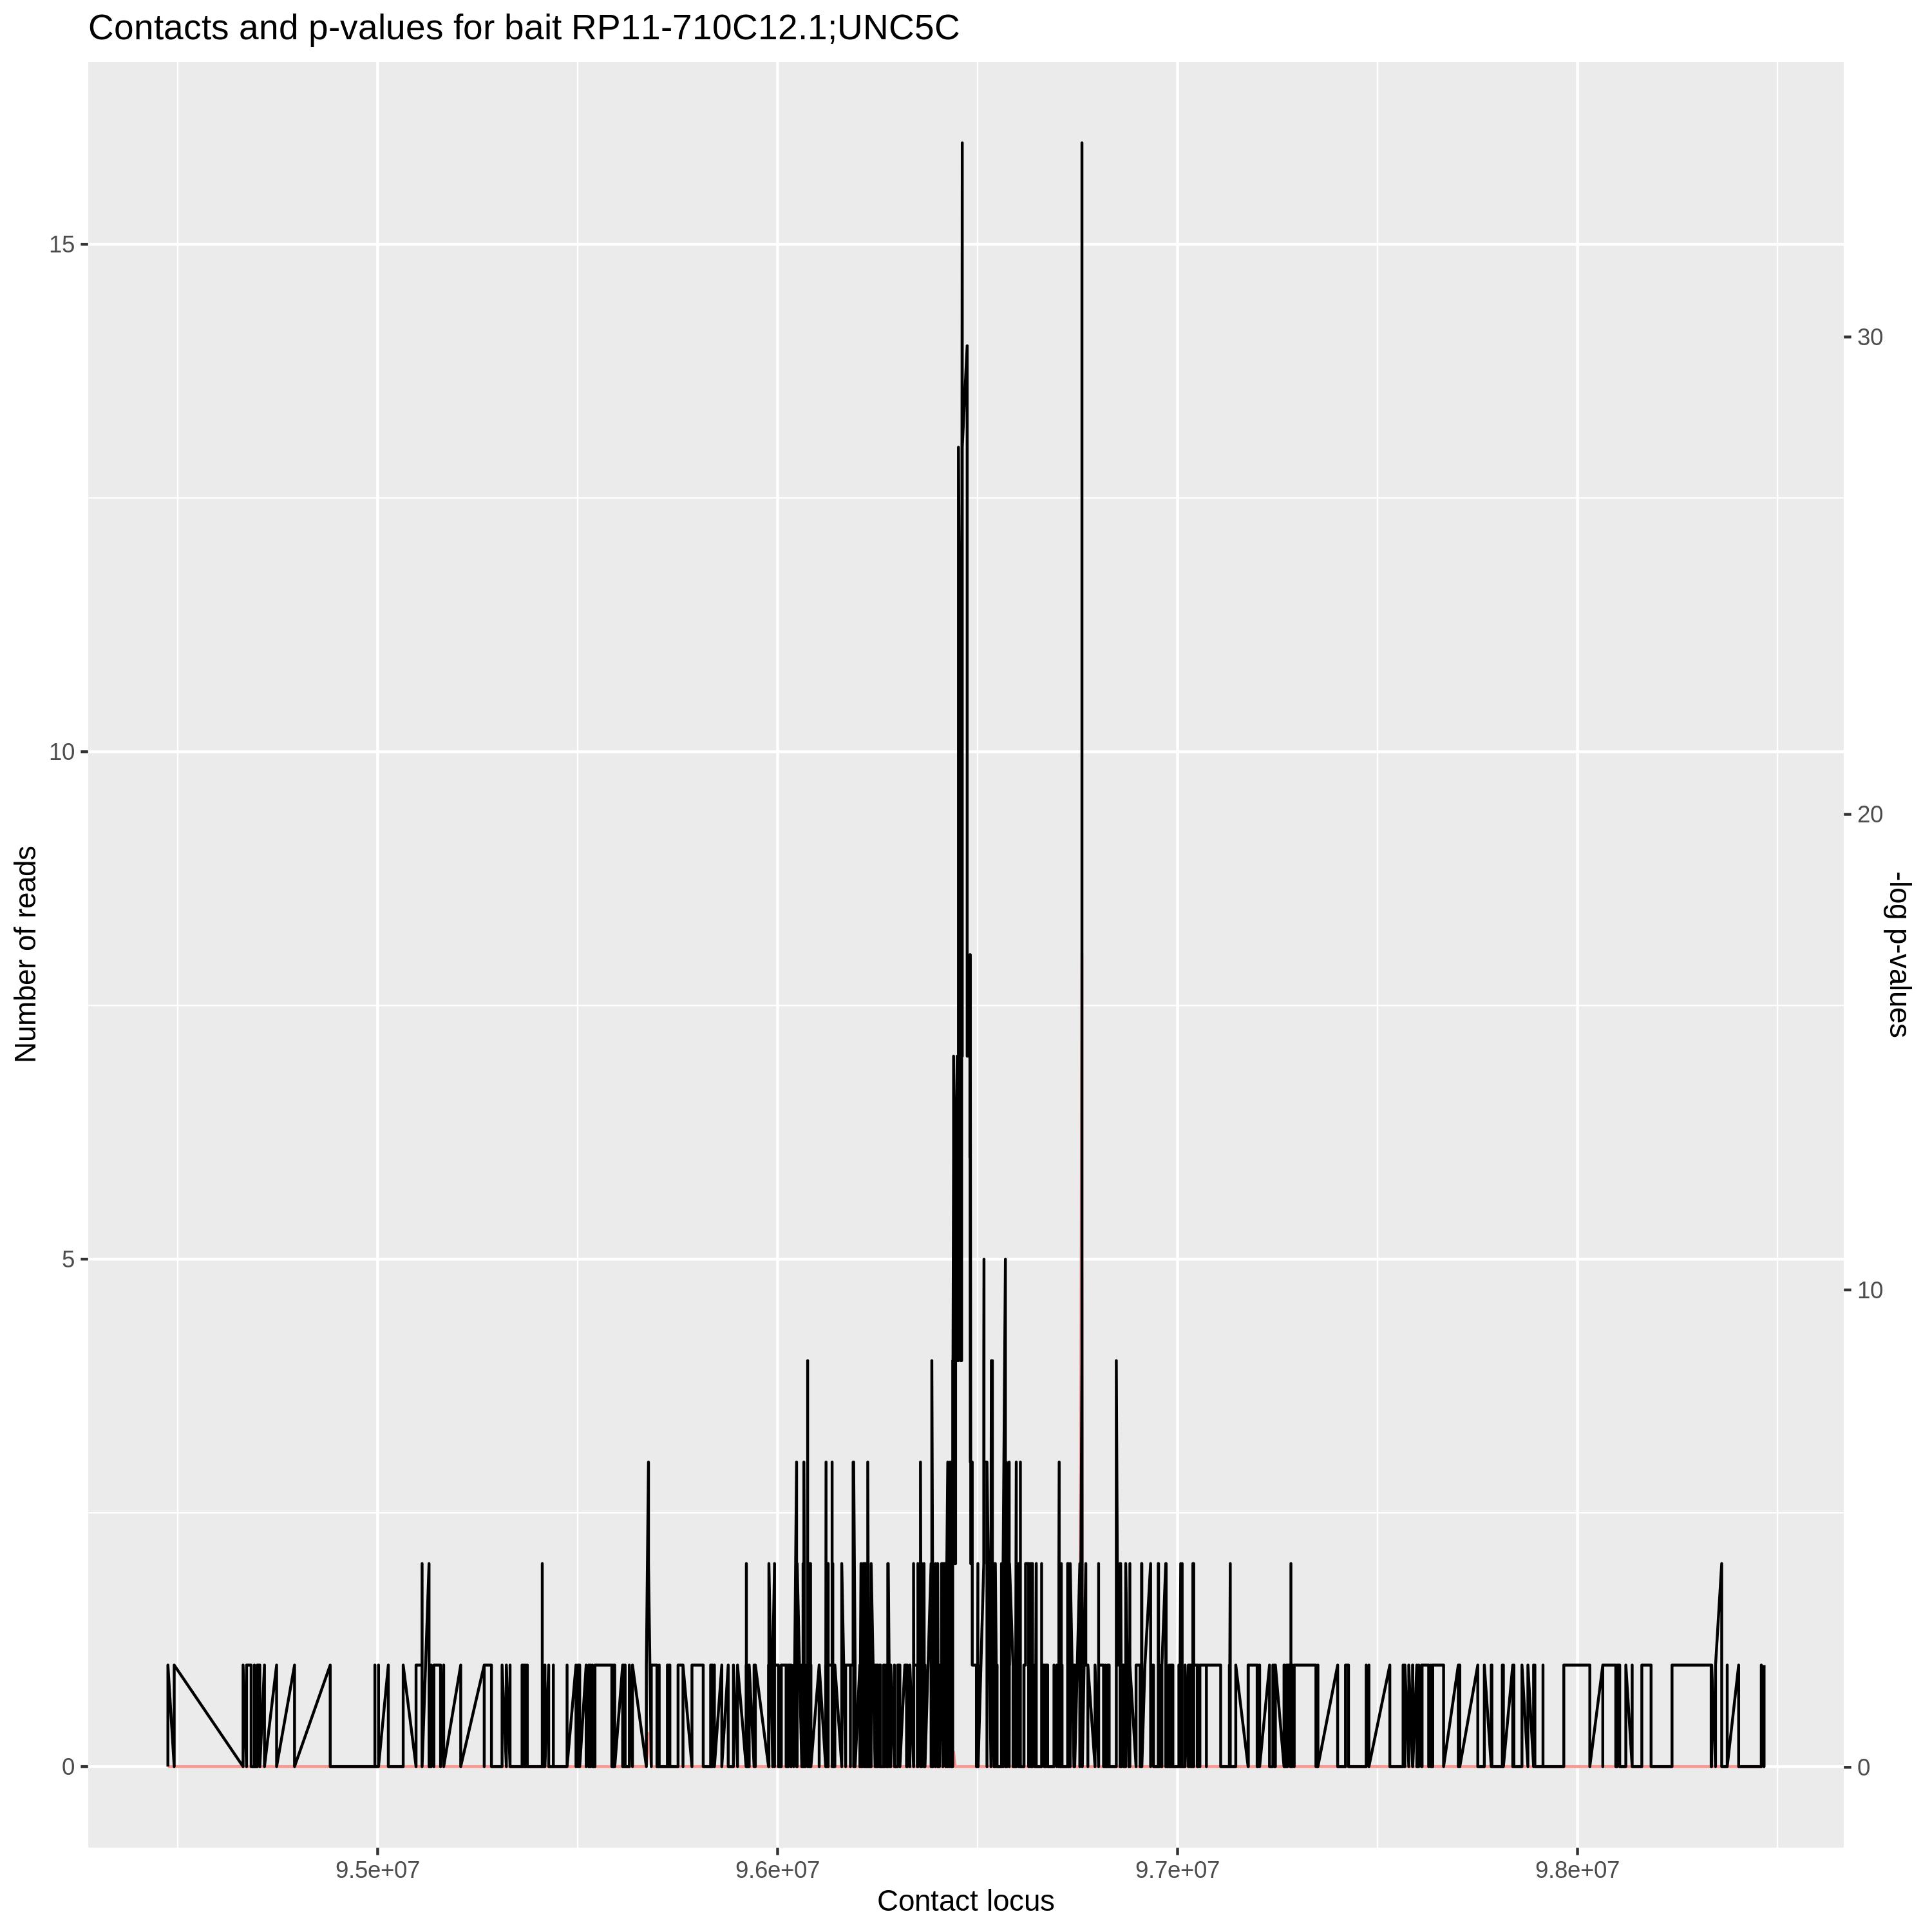 Contacts and p-values for bait RP11-710C12.1;UNC5C
15
10
5
0
Number of reads
30
20
10
0
-log p-values
9.5e+07 9.6e+07 9.7e+07 9.8e+07
Contact locus